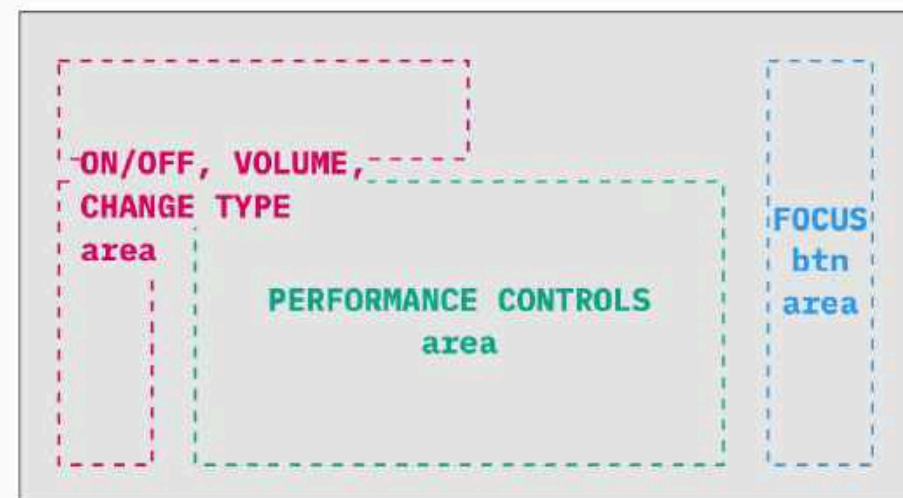 ON/OFF, VOLUME,
CHANGE TYPE
area
PERFORMANCE CONTROLS
area
FOCUS
btn
area